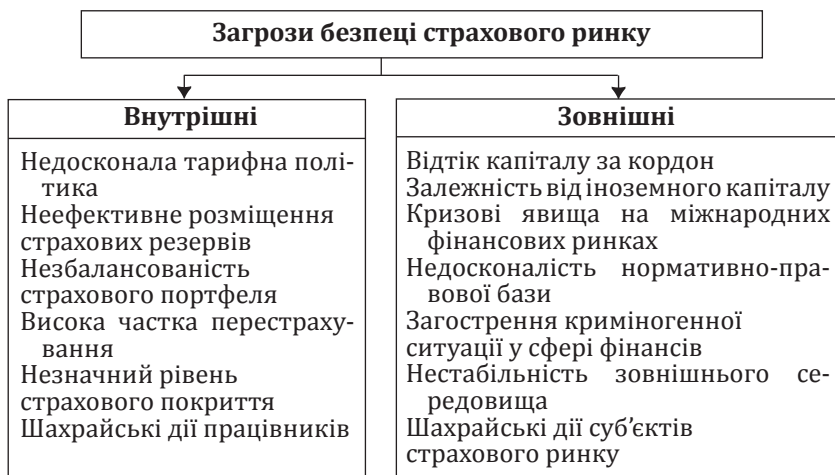 Загрози безпеці страхового ринку
Внутрішні
Недосконала тарифна полі-
тика
Неефективне розміщення
страхових резервів
Незбалансованість
страхового портфеля
Висока частка перестраху-
вання
Незначний рівень
страхового покриття
Шахрайські дії працівників
Зовнішні
Відтік капіталу за кордон
Залежність від іноземного капіталу
Кризові явища на міжнародних
фінансових ринках
Недосконалість нормативно-пра-
вової бази
Загострення криміногенної
ситуації у сфері фінансів
Нестабільність зовнішнього се-
редовища
Шахрайські дії суб’єктів
страхового ринку